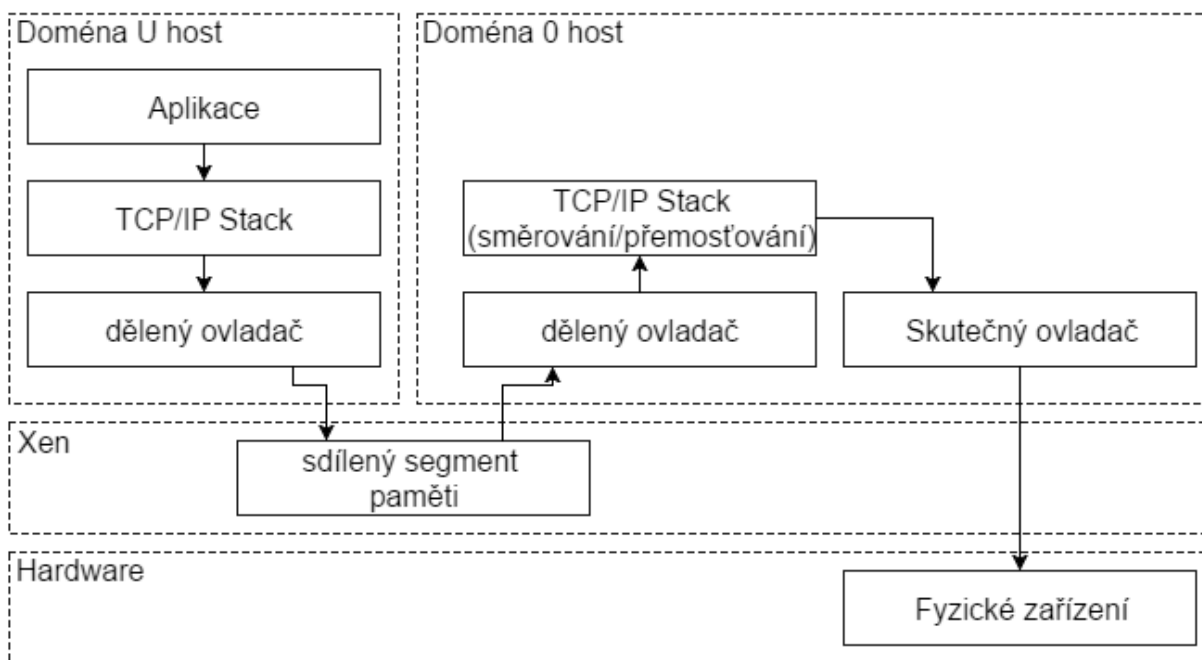 Doména U host
Aplikace
TCP/IP Stack
dělený ovladač
Doména 0 host
TCP/IP Stack
(směrování/přemosťování)
dělený ovladač
Skutečný ovladač
Xen
sdílený segment
paměti
Hardware
Fyzické zařízení